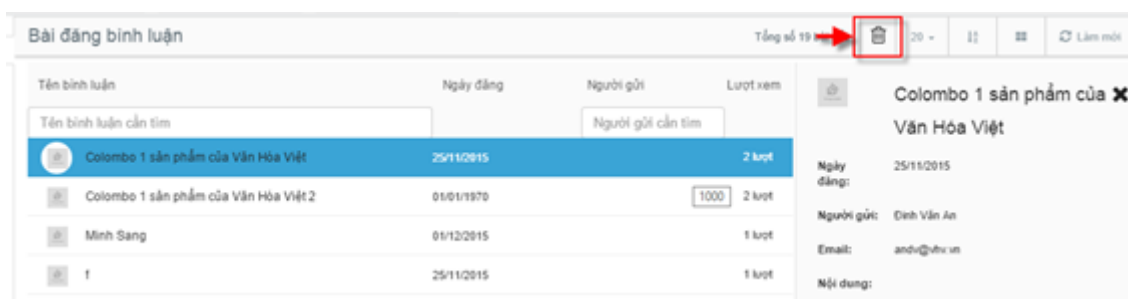 Bài đăng bình luận
Tổng số 19
20
Làm mới
Tên bình luận Ngày đăng Người gửi Lượt xem
Tên bình luận cần tìm Người gửi cần tìm
Colombo 1 sản phẩm của Văn Hóa Việt 25/11/2015 2 lượt
Colombo 1 sản phẩm của Văn Hóa Việt 2 01/01/1970 1000 2 lượt
Minh Sang 01/12/2015 1 lượt
f 25/11/2015 1 lượt
Colombo 1 sản phẩm của
Văn Hóa Việt
Ngày 25/11/2015
đăng:
Người gửi: Đinh Văn An
Email: andv@vhv.vn
Nội dung: